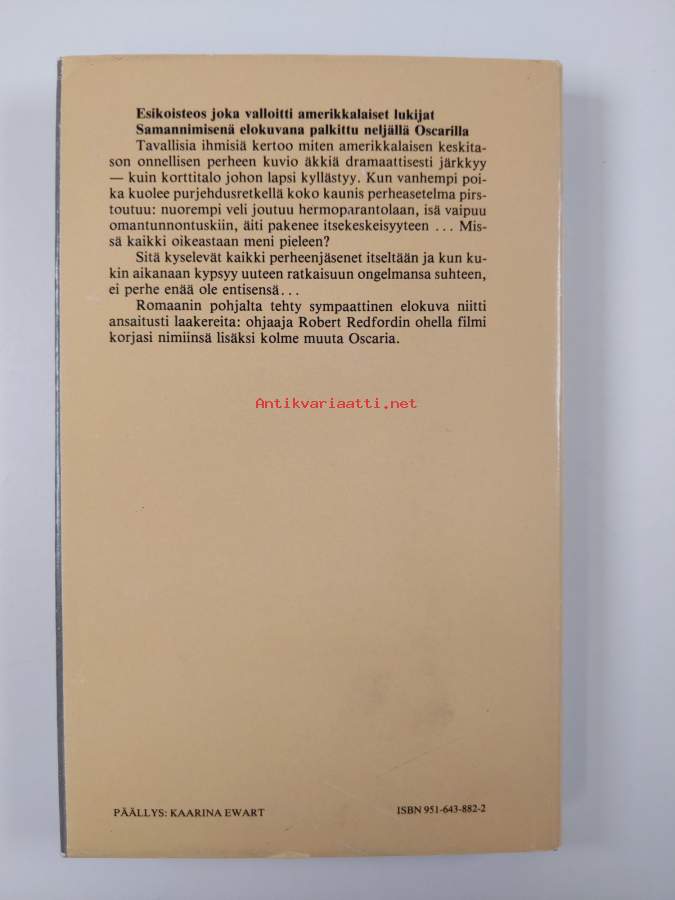 Esikoisteos joka valloitti amerikkalaiset lukijat
Samannimisenä elokuvana palkittu neljällä Oscarilla
Tavallisia ihmisiä kertoo miten amerikkalaisen keskita-
son onnellisen perheen kuvio äkkiä dramaattisesti järkkyy
— kuin korttitalo johon lapsi kyllästyy. Kun vanhempi poi-
ka kuolee purjehdusretkellä koko kaunis perheasetelma pirs-
toutuu: nuorempi veli joutuu hermoparantolaan, isä vaipuu
omantunnontuskiin, äiti pakenee itsekeskeisyyteen ... Mis-
sä kaikki oikeastaan meni pieleen?
Sitä kyselevät kaikki perheenjäsenet itseltään ja kun ku-
kin aikanaan kypsyy uuteen ratkaisuun ongelmansa suhteen,
ei perhe enää ole entisensä...
Romaanin pohjalta tehty sympaattinen elokuva niitti
ansaitusti laakereita: ohjaaja Robert Redfordin ohella filmi
korjasi nimiinsä lisäksi kolme muuta Oscaria.
Antikvariaatti.net
PÄÄLLYS: KAARINA EWART
ISBN 951-643-882-2